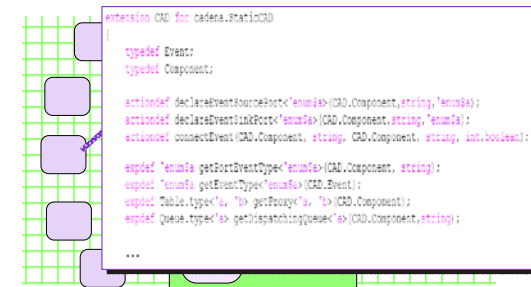 extension CAD for cadena.StaticCAD
{
typedef Event;
typedef Component;
actiondef declareEventSourcePort<'enum$a>(CAD.Component,string,'enum$a);
actiondef declareEventSinkPort<'enum$a>(CAD.Component,string,'enum$a);
actiondef connectEvent(CAD.Component, string, CAD.Component, string, int,boolean);
expdef 'enum$a getPortEventType<'enum$a>(CAD.Component, string);
expdef 'enum$a getEventType<'enum$a>(CAD.Event);
expdef Table.type<'a, 'b> getProxy<'a, 'b>(CAD.Component);
expdef Queue.type<'a> getDispatchingQueue<'a>(CAD.Component,string);
...